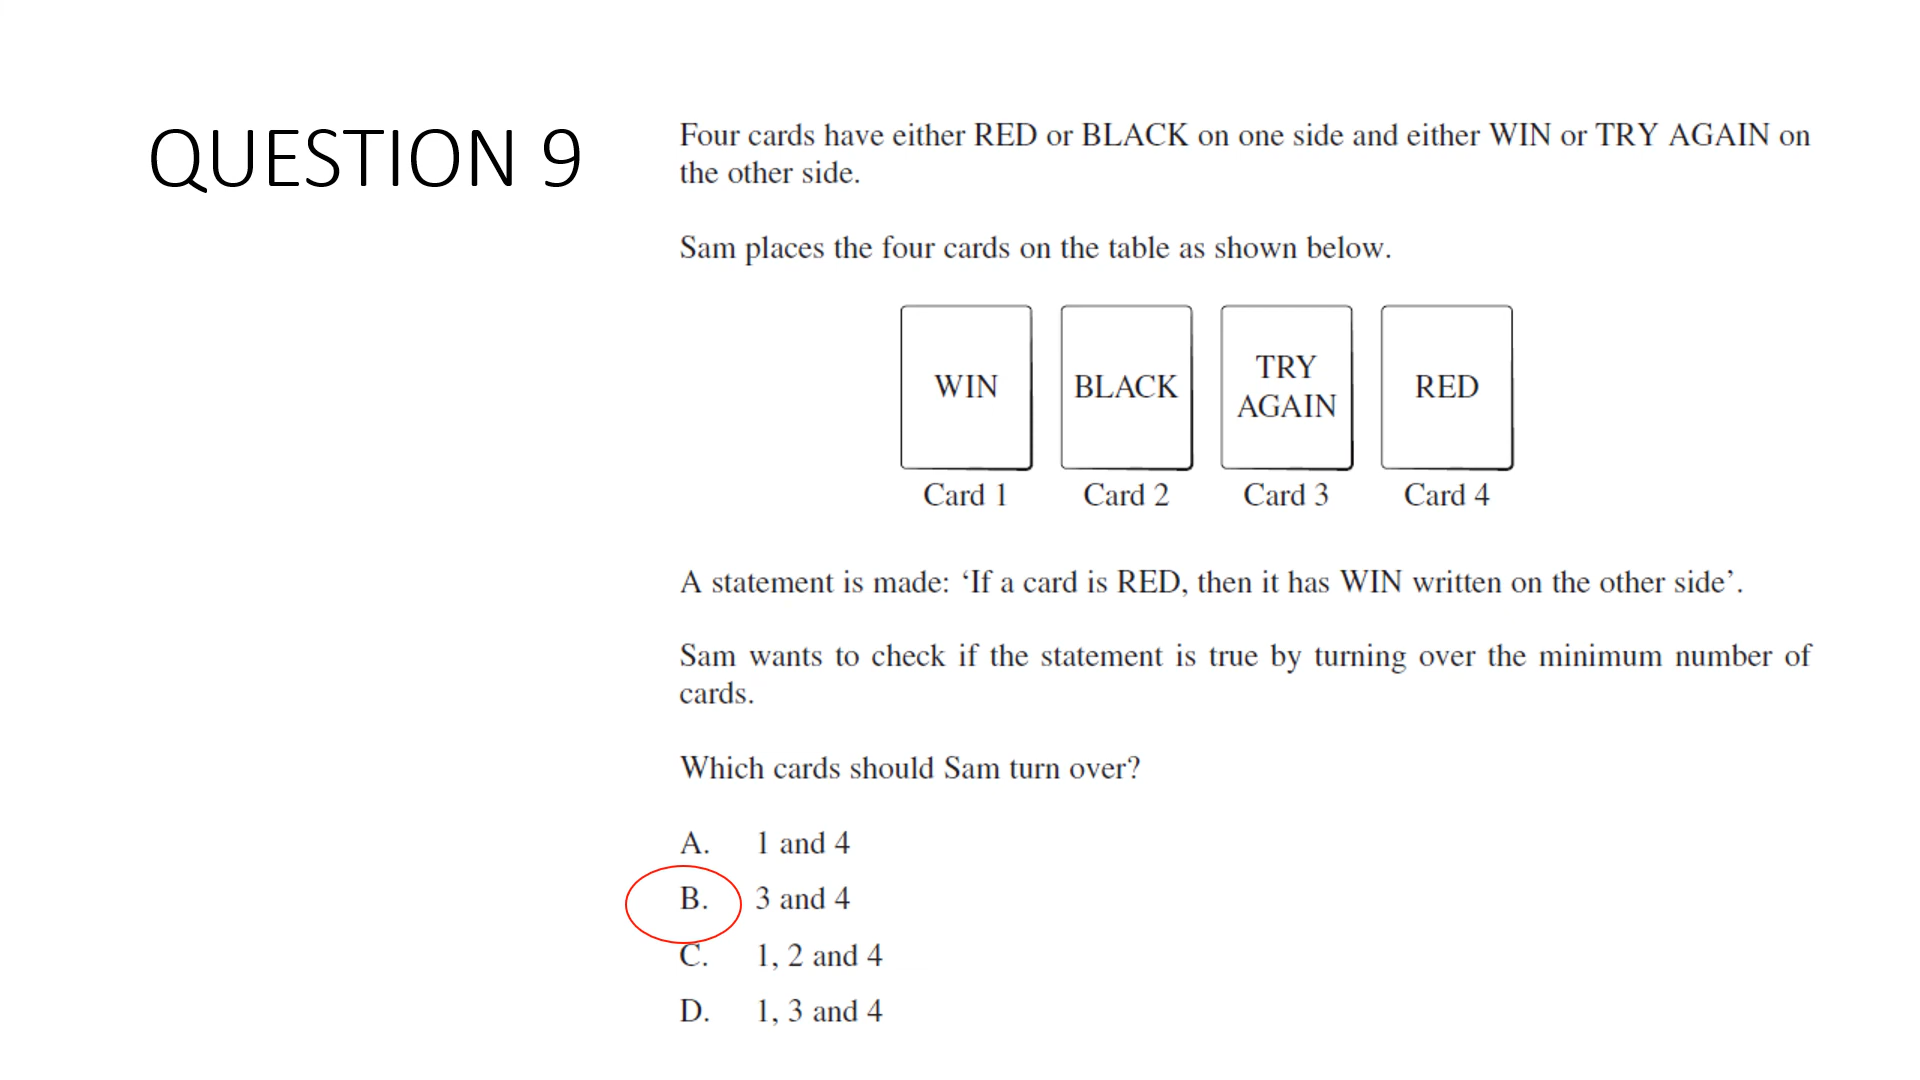 QUESTION 9
Four cards have either RED or BLACK on one side and either WIN or TRY AGAIN on
the other side.
Sam places the four cards on the table as shown below.
WIN
BLACK
TRY
AGAIN
RED
Card 1
Card 2
Card 3
Card 4
A statement is made: ‘If a card is RED, then it has WIN written on the other side’.
Sam wants to check if the statement is true by turning over the minimum number of
cards.
Which cards should Sam turn over?
A. 1 and 4
B. 3 and 4
C. 1, 2 and 4
D. 1, 3 and 4